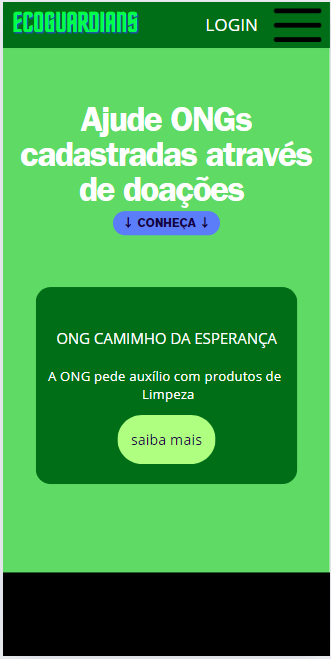 ECOGUARDIANS
LOGIN
Ajude ONGs
cadastradas através
de doações
↓ CONHEÇA ↓
ONG CAMIMHO DA ESPERANÇA
A ONG pede auxílio com produtos de
Limpeza
saiba mais